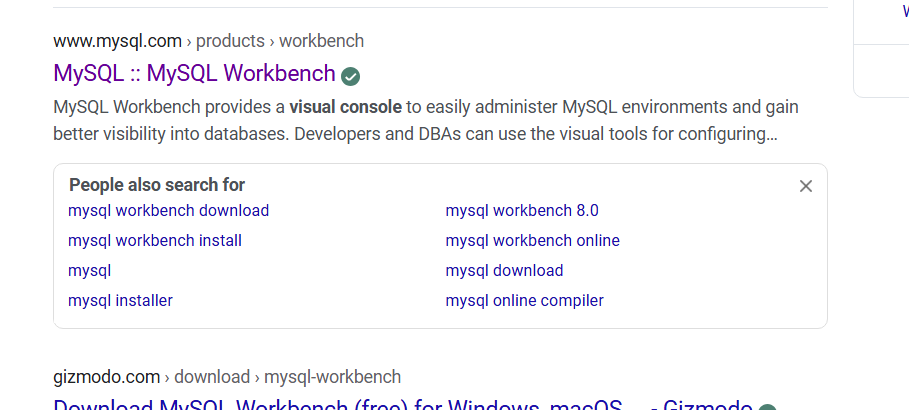 www.mysql.com › products › workbench
MySQL :: MySQL Workbench
MySQL Workbench provides a visual console to easily administer MySQL environments and gain
better visibility into databases. Developers and DBAs can use the visual tools for configuring...
People also search for
mysql workbench download
mysql workbench 8.0
mysql workbench install
mysql workbench online
mysql
mysql download
mysql installer
mysql online compiler
gizmodo.com › download › mysql-workbench
Download MySQL Workbench (free) for Windows, macOS ... - Gizmodo